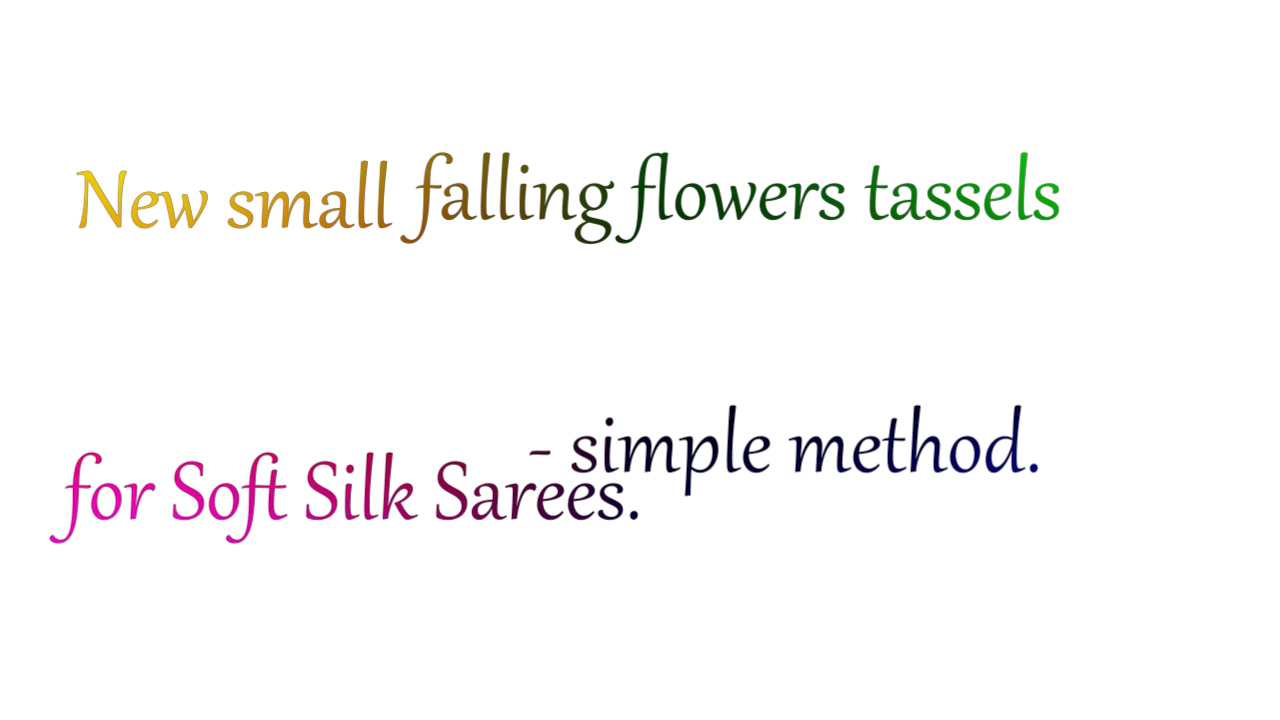 New small falling flowers tassels
- simple method.
for Soft Silk Sarees.